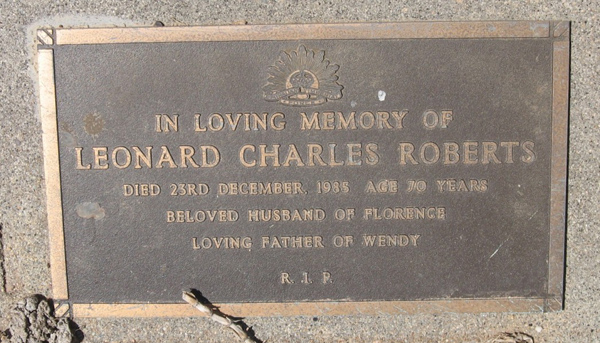 IN LOVING MEMORY OF
LEONARD CHARLES ROBERTS
DIED 23RD DECEMBER, 1985 AGE 70 YEARS
BELOVED HUSBAND OF FLORENCE
LOVING FATHER OF WENDY
R. I. P.